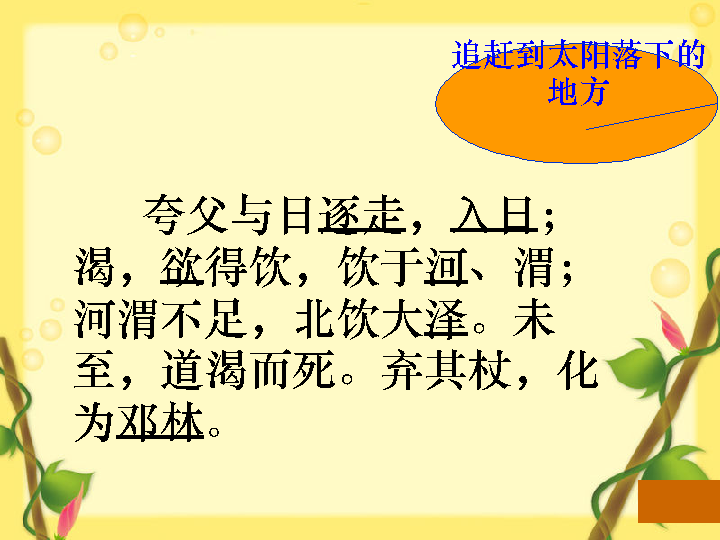 追赶到太阳落下的
地方
夸父与日逐走，入日；
渴，欲得饮，饮于河、渭；
河渭不足，北饮大泽。未
至，道渴而死。弃其杖，化
为邓林。